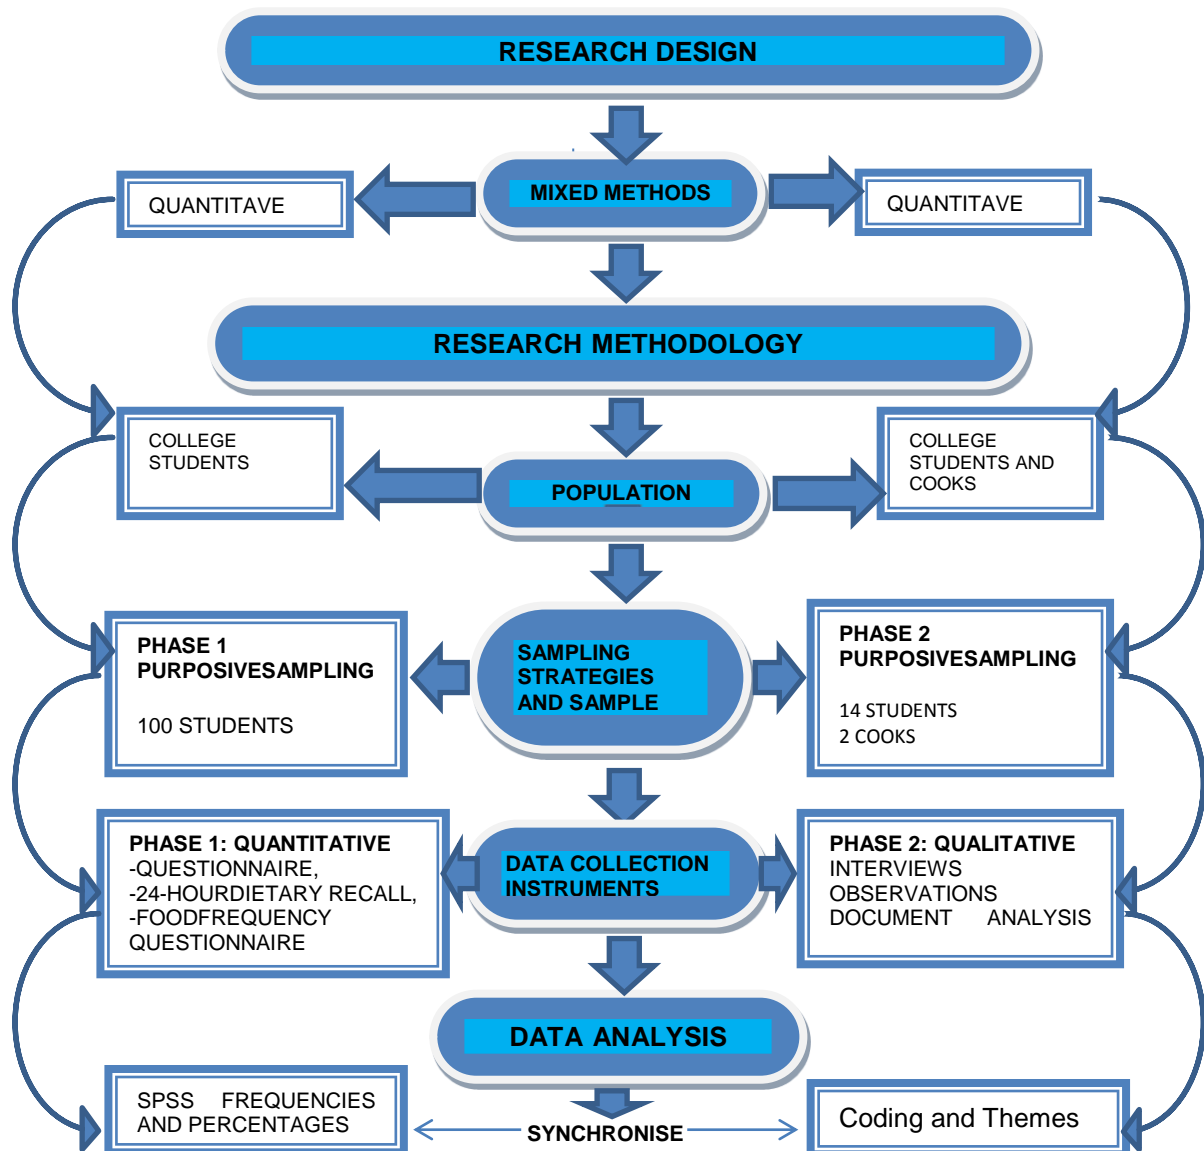 RESEARCH DESIGN
MIXED METHODS
QUANTITAVE
QUANTITAVE
RESEARCH METHODOLOGY
COLLEGE
STUDENTS
POPULATION
COLLEGE
STUDENTS AND
COOKS
PHASE 1
PURPOSIVESAMPLING
100 STUDENTS
SAMPLING
STRATEGIES
AND SAMPLE
PHASE 2
PURPOSIVESAMPLING
14 STUDENTS
2 COOKS
PHASE 1: QUANTITATIVE
-QUESTIONNAIRE,
-24-HOURDIETARY RECALL,
-FOODFREQUENCY
QUESTIONNAIRE
DATA COLLECTION
INSTRUMENTS
PHASE 2: QUALITATIVE
INTERVIEWS
OBSERVATIONS
DOCUMENT ANALYSIS
DATA ANALYSIS
SPSS FREQUENCIES
AND PERCENTAGES
SYNCHRONISE
Coding and Themes